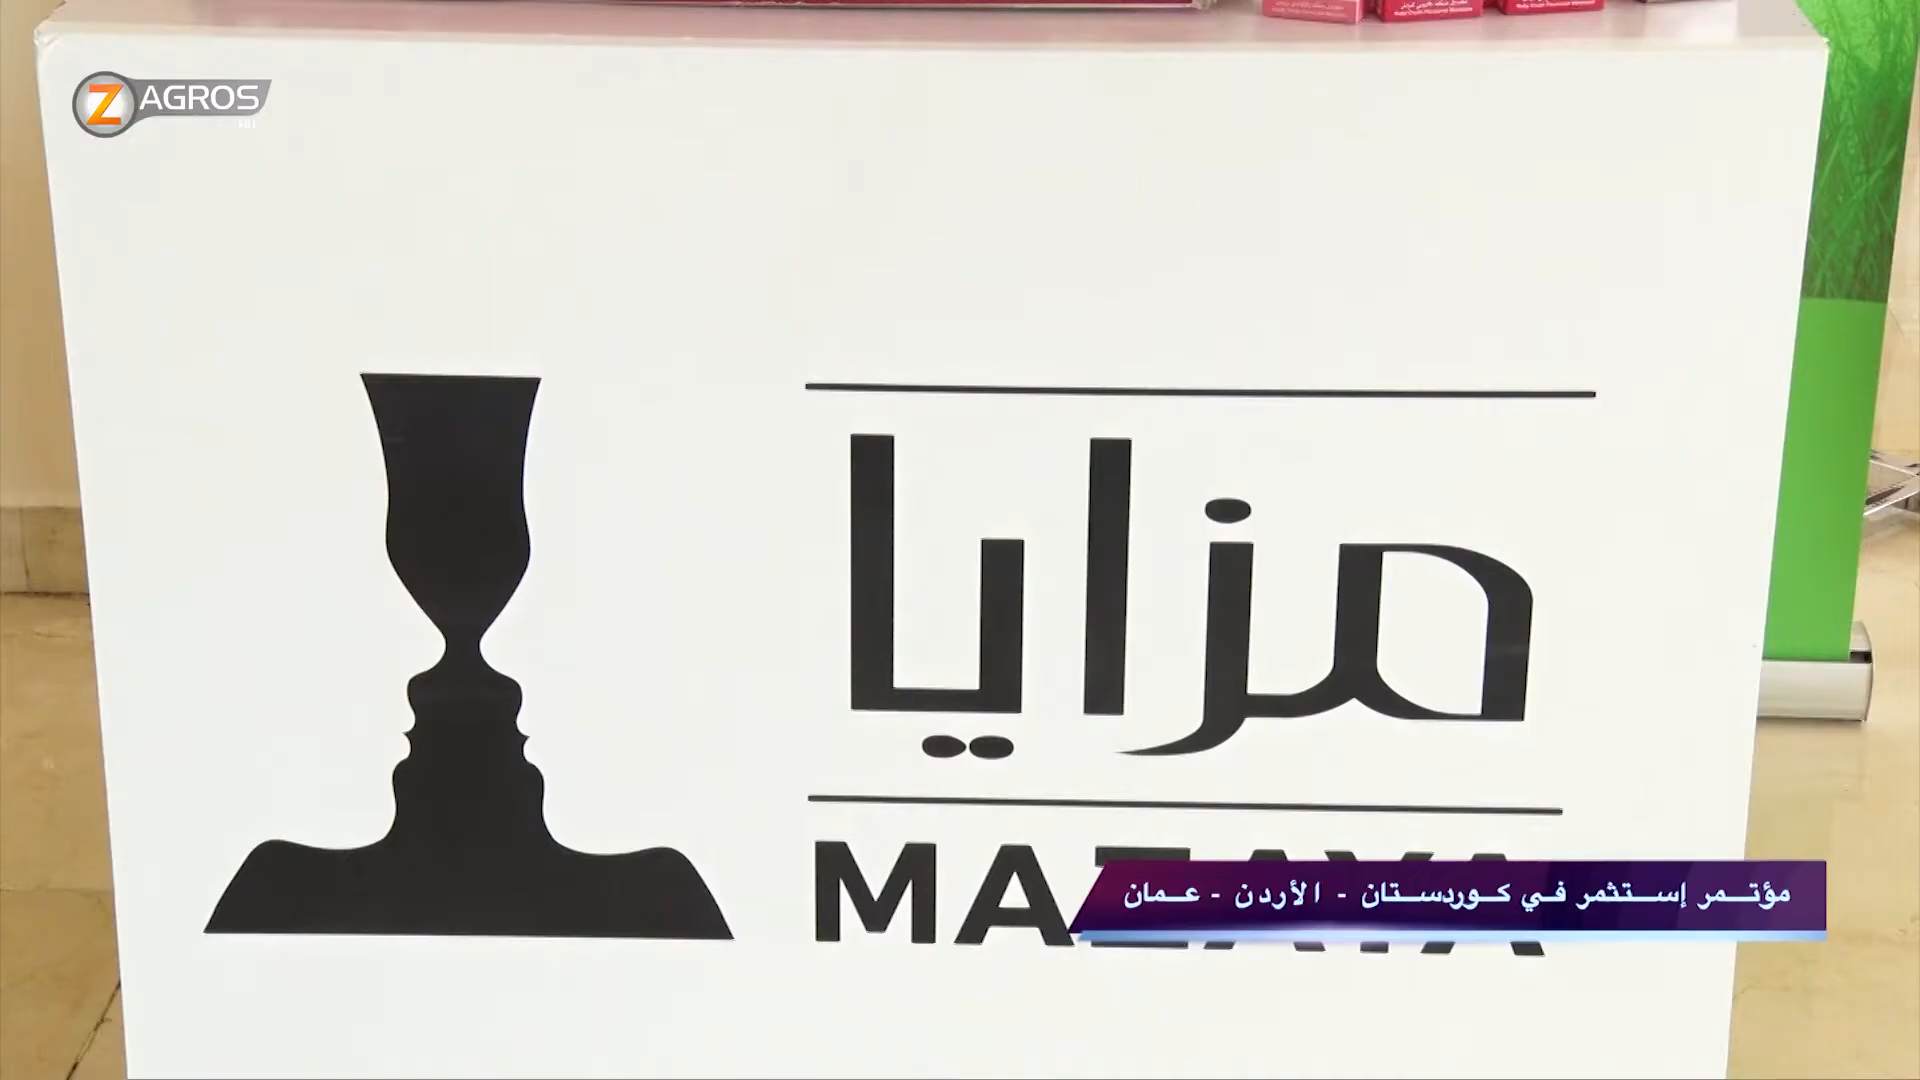 ZAGROS
مزايا
MAZAYA
مؤتمر إستثمر في كوردستان - الأردن - عمان